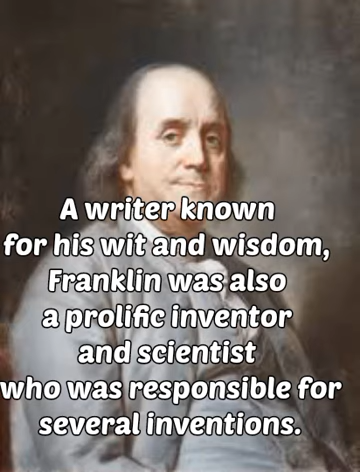 A writer known
for his wit and wisdom,
Franklin was also
a prolific inventor
and scientist
who was responsible for
several inventions.